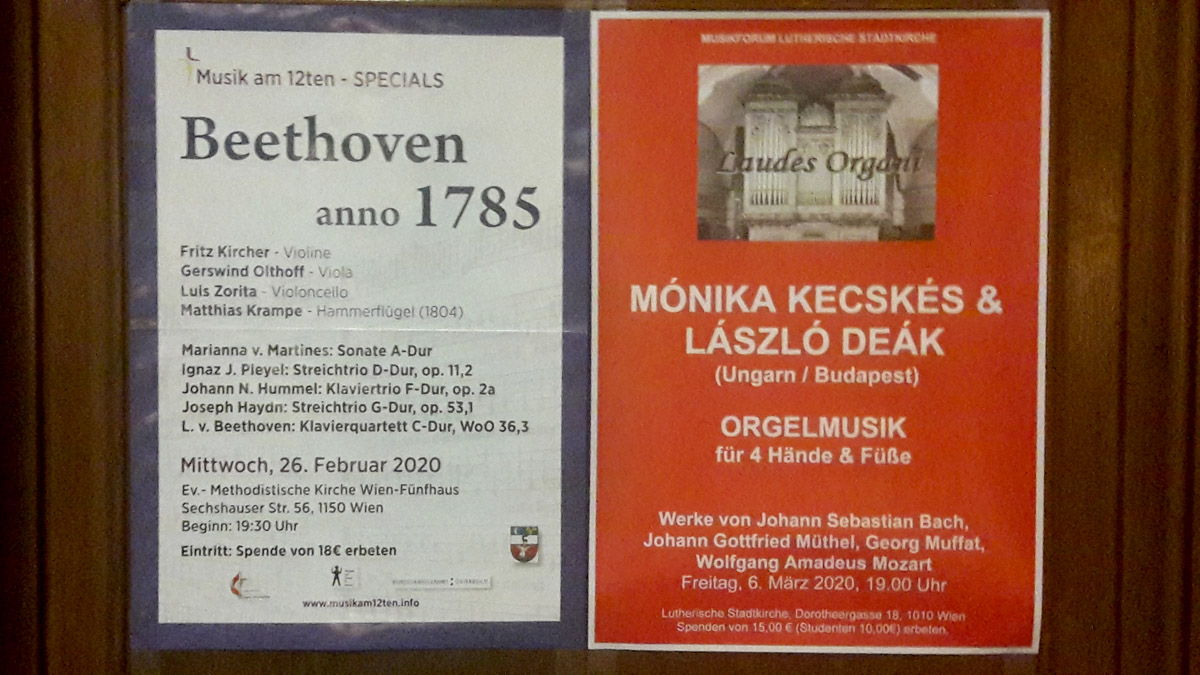 Musik am 12ten - SPECIALS
Beethoven
anno 1785
Fritz Kircher - Violine
Gerswind Olthoff - Viola
Luis Zorita - Violoncello
Matthias Krampe - Hammerflügel (1804)
Marianna v. Martines: Sonate A-Dur
Ignaz J. Pleyel: Streichtrio D-Dur, op. 11,2
Johann N. Hummel: Klaviertrio F-Dur, op. 2a
Joseph Haydn: Streichtrio G-Dur, op. 53,1
L. v. Beethoven: Klavierquartett C-Dur, WoO 36,3
Mittwoch, 26. Februar 2020
Ev.- Methodistische Kirche Wien-Fünfhaus
Sechshauser Str. 56, 1150 Wien
Beginn: 19:30 Uhr
Eintritt: Spende von 18€ erbeten
www.musikam12ten.info
MUSIKFORUM LUTHERISCHE STADTKIRCHE
Laudes Organi
MÓNIKA KECSKÉS &
LÁSZLÓ DEÁK
(Ungarn / Budapest)
ORGELMUSIK
für 4 Hände & Füße
Werke von Johann Sebastian Bach,
Johann Gottfried Müthel, Georg Muffat,
Wolfgang Amadeus Mozart
Freitag, 6. März 2020, 19.00 Uhr
Lutherische Stadtkirche, Dorotheergasse 18, 1010 Wien
Spenden von 15,00 € (Studenten 10,00€) erbeten.